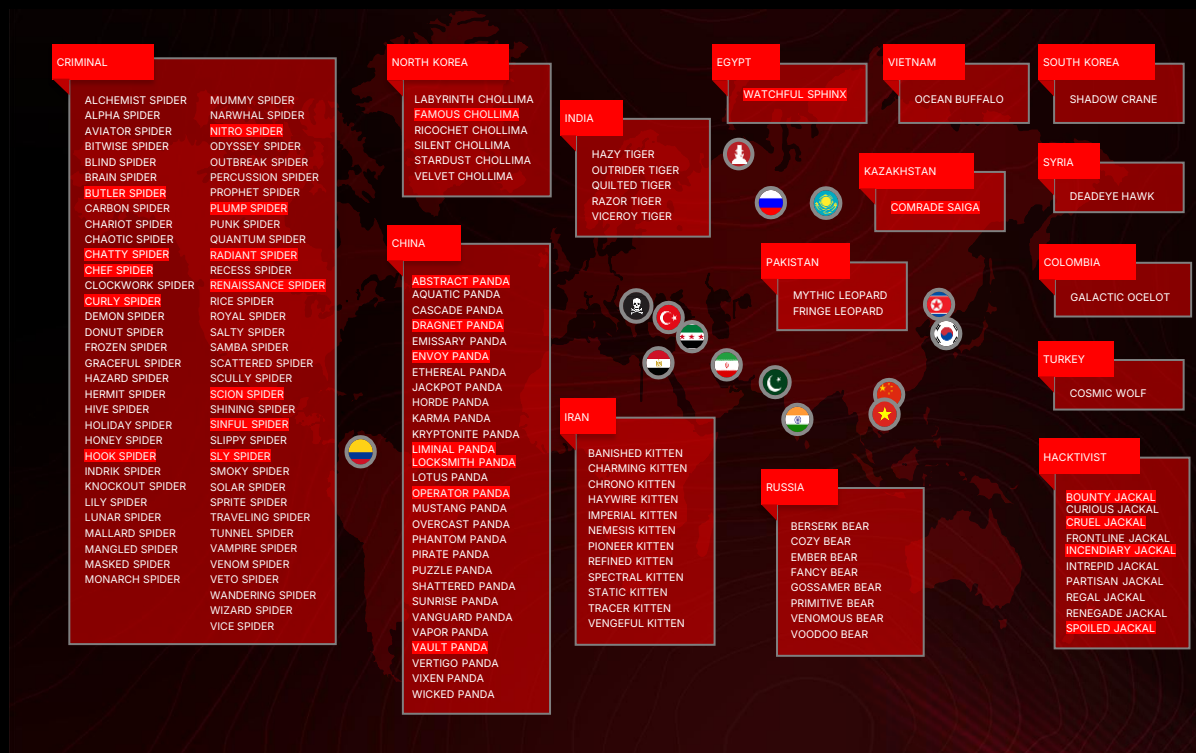 CRIMINAL
ALCHEMIST SPIDER
ALPHA SPIDER
AVIATOR SPIDER
BITWISE SPIDER
BLIND SPIDER
BRAIN SPIDER
BUTLER SPIDER
CARBON SPIDER
CHARIOT SPIDER
CHAOTIC SPIDER
CHATTY SPIDER
CHEF SPIDER
CLOCKWORK SPIDER
CURLY SPIDER
DEMON SPIDER
DONUT SPIDER
FROZEN SPIDER
GRACEFUL SPIDER
HAZARD SPIDER
HERMIT SPIDER
HIVE SPIDER
HOLIDAY SPIDER
HONEY SPIDER
HOOK SPIDER
INDRIK SPIDER
KNOCKOUT SPIDER
LILY SPIDER
LUNAR SPIDER
MALLARD SPIDER
MANGLED SPIDER
MASKED SPIDER
MONARCH SPIDER
MUMMY SPIDER
NARWHAL SPIDER
NITRO SPIDER
ODYSSEY SPIDER
OUTBREAK SPIDER
PERCUSSION SPIDER
PROPHET SPIDER
PLUMP SPIDER
PUNK SPIDER
QUANTUM SPIDER
RADIANT SPIDER
RECESS SPIDER
RENAISSANCE SPIDER
RICE SPIDER
ROYAL SPIDER
SALTY SPIDER
SAMBA SPIDER
SCATTERED SPIDER
SCULLY SPIDER
SCION SPIDER
SHINING SPIDER
SINFUL SPIDER
SLIPPY SPIDER
SLY SPIDER
SMOKY SPIDER
SOLAR SPIDER
SPRITE SPIDER
TRAVELING SPIDER
TUNNEL SPIDER
VAMPIRE SPIDER
VENOM SPIDER
VETO SPIDER
WANDERING SPIDER
WIZARD SPIDER
VICE SPIDER
NORTH KOREA
LABYRINTH CHOLLIMA
FAMOUS CHOLLIMA
RICOCHET CHOLLIMA
SILENT CHOLLIMA
STARDUST CHOLLIMA
VELVET CHOLLIMA
CHINA
ABSTRACT PANDA
AQUATIC PANDA
CASCADE PANDA
DRAGNET PANDA
EMISSARY PANDA
ENVOY PANDA
ETHEREAL PANDA
JACKPOT PANDA
HORDE PANDA
KARMA PANDA
KRYPTONITE PANDA
LIMINAL PANDA
LOCKSMITH PANDA
LOTUS PANDA
OPERATOR PANDA
MUSTANG PANDA
OVERCAST PANDA
PHANTOM PANDA
PIRATE PANDA
PUZZLE PANDA
SHATTERED PANDA
SUNRISE PANDA
VANGUARD PANDA
VAPOR PANDA
VAULT PANDA
VERTIGO PANDA
VIXEN PANDA
WICKED PANDA
INDIA
HAZY TIGER
OUTRIDER TIGER
QUILTED TIGER
RAZOR TIGER
VICEROY TIGER
IRAN
BANISHED KITTEN
CHARMING KITTEN
CHRONO KITTEN
HAYWIRE KITTEN
IMPERIAL KITTEN
NEMESIS KITTEN
PIONEER KITTEN
REFINED KITTEN
SPECTRAL KITTEN
STATIC KITTEN
TRACER KITTEN
VENGEFUL KITTEN
EGYPT
WATCHFUL SPHINX
VIETNAM
OCEAN BUFFALO
SOUTH KOREA
SHADOW CRANE
KAZAKHSTAN
COMRADE SAIGA
SYRIA
DEADEYE HAWK
PAKISTAN
MYTHIC LEOPARD
FRINGE LEOPARD
COLOMBIA
GALACTIC OCELOT
TURKEY
COSMIC WOLF
RUSSIA
BERSERK BEAR
COZY BEAR
EMBER BEAR
FANCY BEAR
GOSSAMER BEAR
PRIMITIVE BEAR
VENOMOUS BEAR
VOODOO BEAR
HACKTIVIST
BOUNTY JACKAL
CURIOUS JACKAL
CRUEL JACKAL
FRONTLINE JACKAL
INCENDIARY JACKAL
INTREPID JACKAL
PARTISAN JACKAL
REGAL JACKAL
RENEGADE JACKAL
SPOILED JACKAL